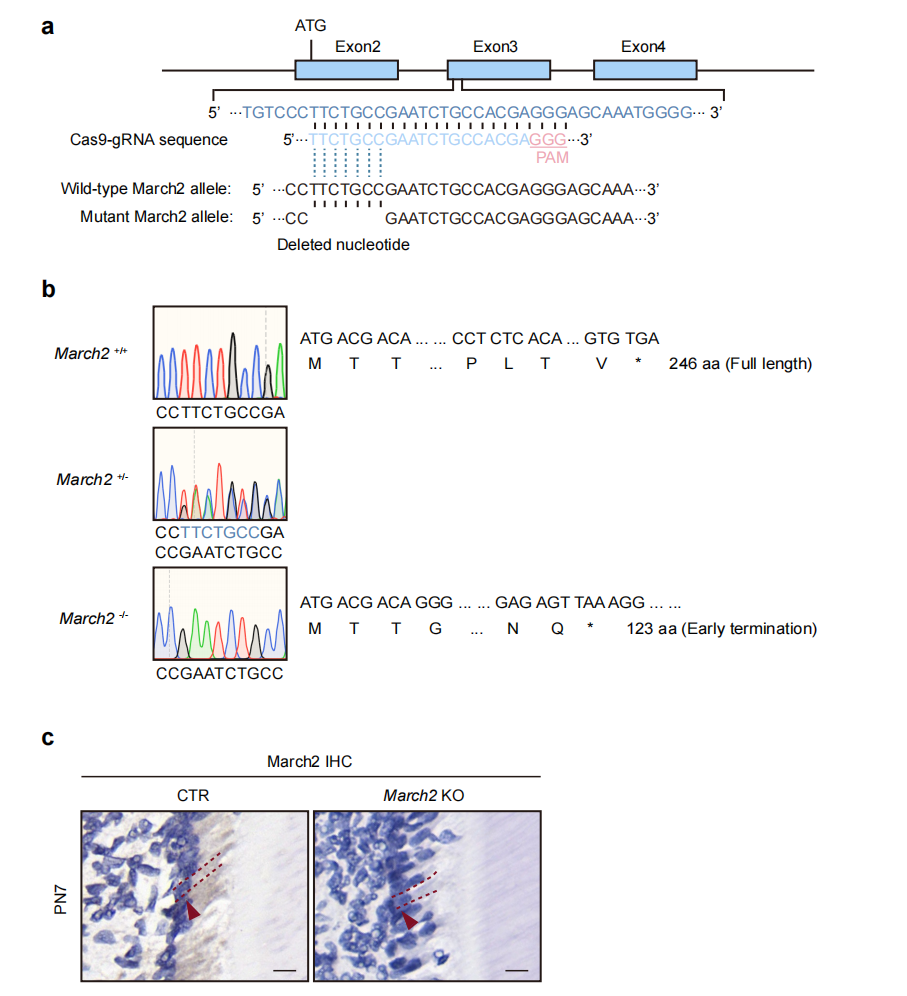 a
ATG
Exon2 Exon3 Exon4
5’ ···TGTCCCTTCTGCCGAATCTGCCACGAGGGAGCAAATGGGG··· 3’
Cas9-gRNA sequence 5’···TTCTGCCGAATCTGCCACGAGGG···3’
PAM
Wild-type March2 allele: 5’ ···CCTTCTGCCGAATCTGCCACGAGGGAGCAAA···3’
Mutant March2 allele: 5’ ···CC GAATCTGCCACGAGGGAGCAAA···3’
Deleted nucleotide
b
March2 +/+
ATG ACG ACA ... ... CCT CTC ACA ... GTG TGA
M T T ... P L T V * 246 aa (Full length)
CCTTCTGCCGA
March2 +/-
CCTTCTGCCGA
CCGAATCTGCC
March2 -/-
ATG ACG ACA GGG ... ... GAG AGT TAA AGG ... ...
M T T G ... N Q * 123 aa (Early termination)
CCGAATCTGCC
c
March2 IHC
CTR March2 KO
PN7